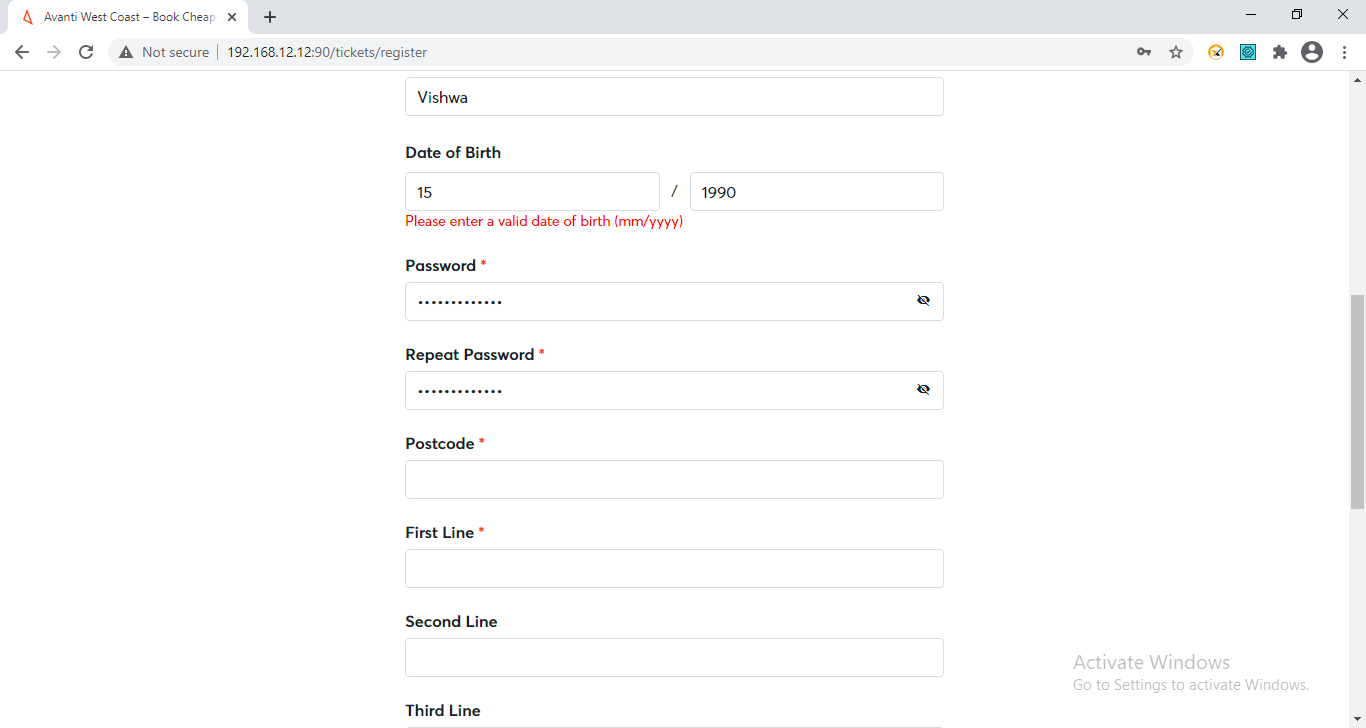 Avanti West Coast – Book Cheap
Not secure
192.168.12.12:90/tickets/register
Vishwa
Date of Birth
15 / 1990
Please enter a valid date of birth (mm/yyyy)
Password *
•••••••••••••
Repeat Password *
•••••••••••••
Postcode *
First Line *
Second Line
Third Line
Activate Windows
Go to Settings to activate Windows.